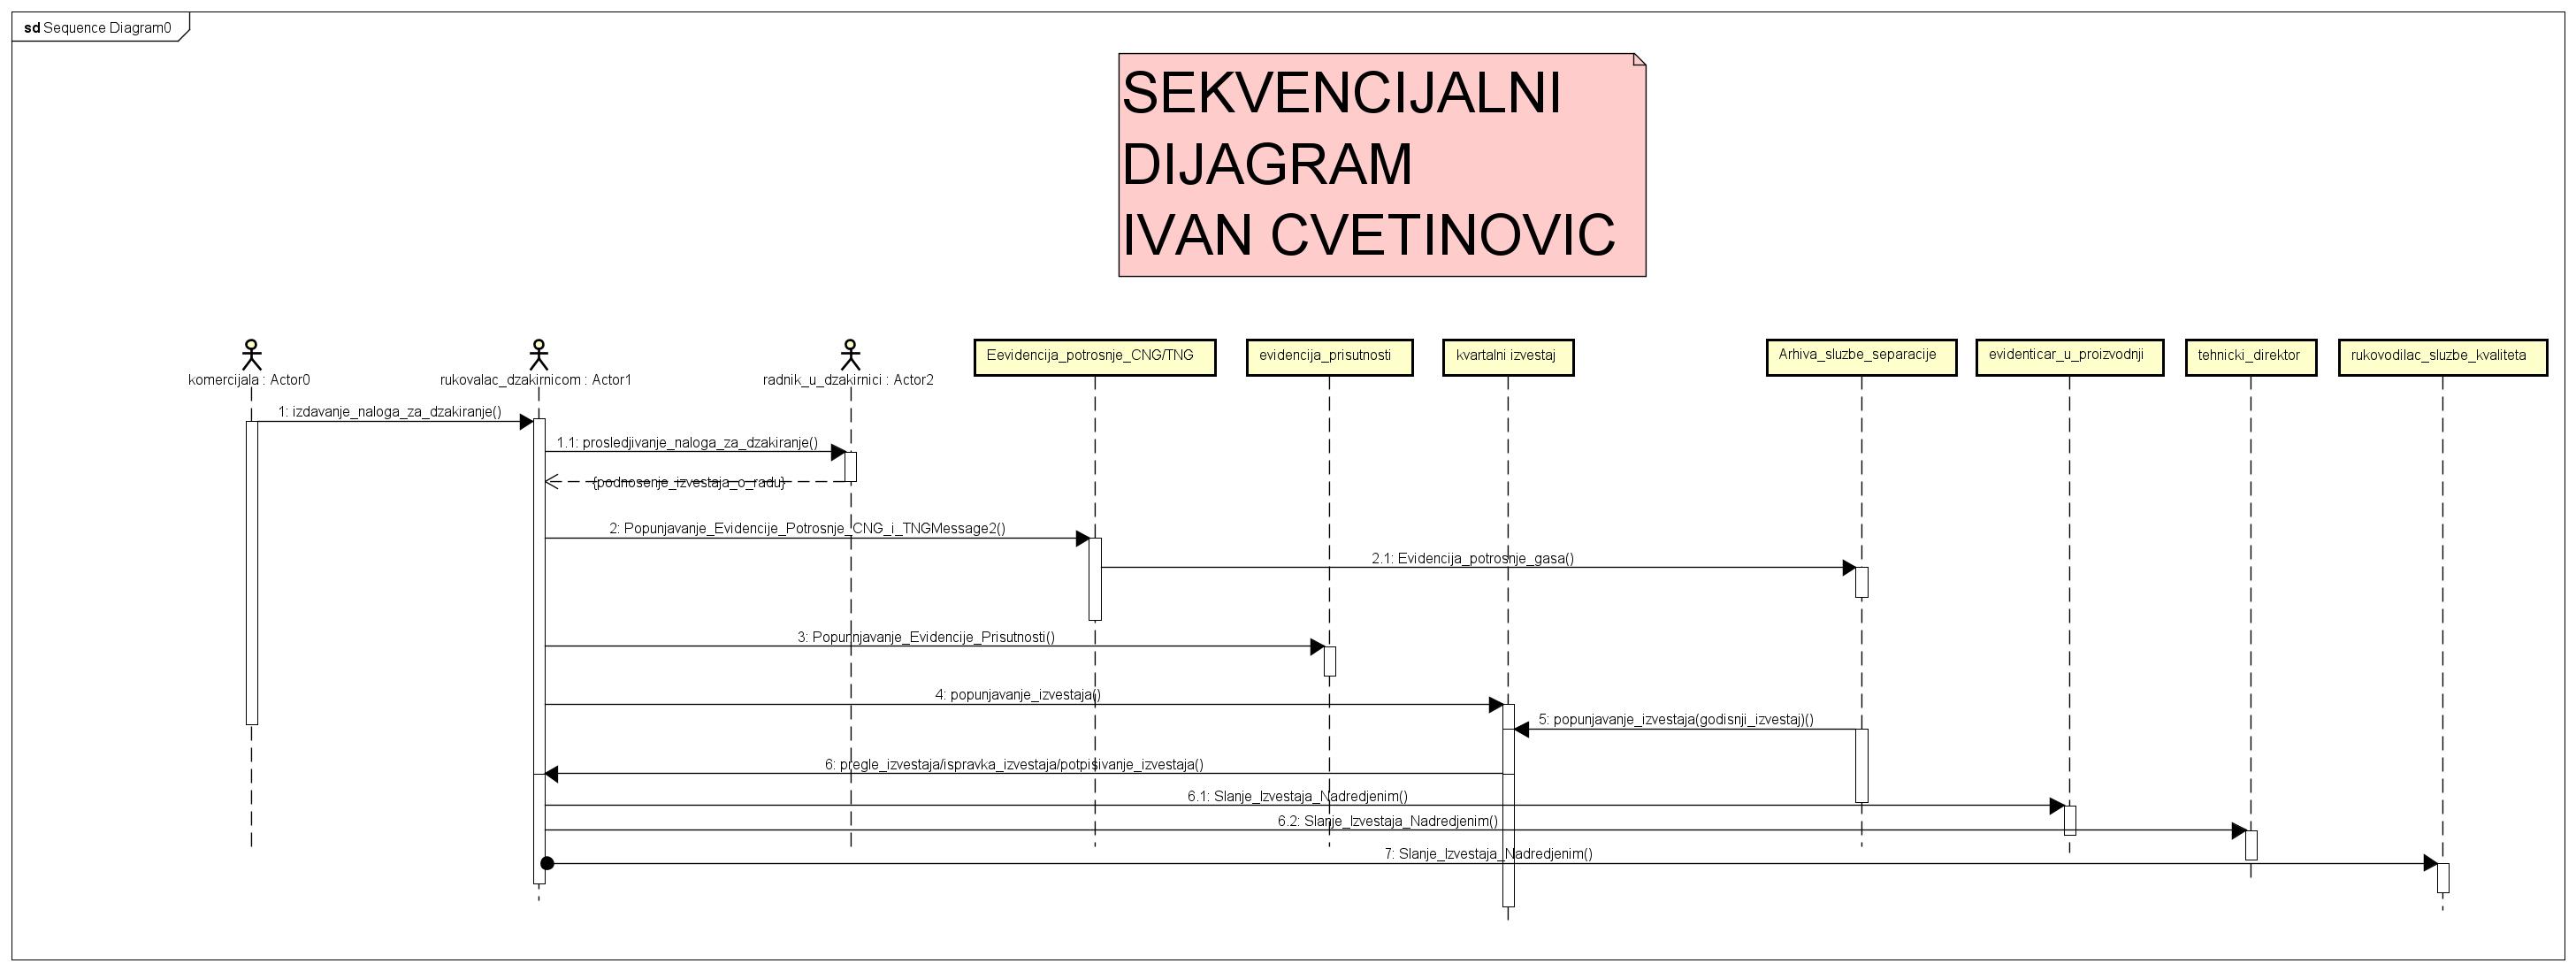 sd Sequence Diagram0
SEKVENCIJALNI
DIJAGRAM
IVAN CVETINOVIC
komercijala : Actor0
rukovalac_dzakirnicom : Actor1
radnik_u_dzakirnici : Actor2
Eevidencija_potrosnje_CNG/TNG
evidencija_prisutnosti
kvartalni izvestaj
Arhiva_sluzbe_separacije
evidenticar_u_proizvodnji
tehnicki_direktor
rukovodilac_sluzbe_kvaliteta
1: izdavanje_naloga_za_dzakiranje()
1.1: prosledjivanje_naloga_za_dzakiranje()
{podnosenje_izvestaja_o_radu}
2: Popunjavanje_Evidencije_Potrosnje_CNG_i_TNGMessage2()
2.1: Evidencija_potrosnje_gasa()
3: Popunnjavanje_Evidencije_Prisutnosti()
4: popunjavanje_izvestaja()
5: popunjavanje_izvestaja(godisnji_izvestaj)()
6: pregle_izvestaja/ispravka_izvestaja/potpisivanje_izvestaja()
6.1: Slanje_Izvestaja_Nadredjenim()
6.2: Slanje_Izvestaja_Nadredjenim()
7: Slanje_Izvestaja_Nadredjenim()